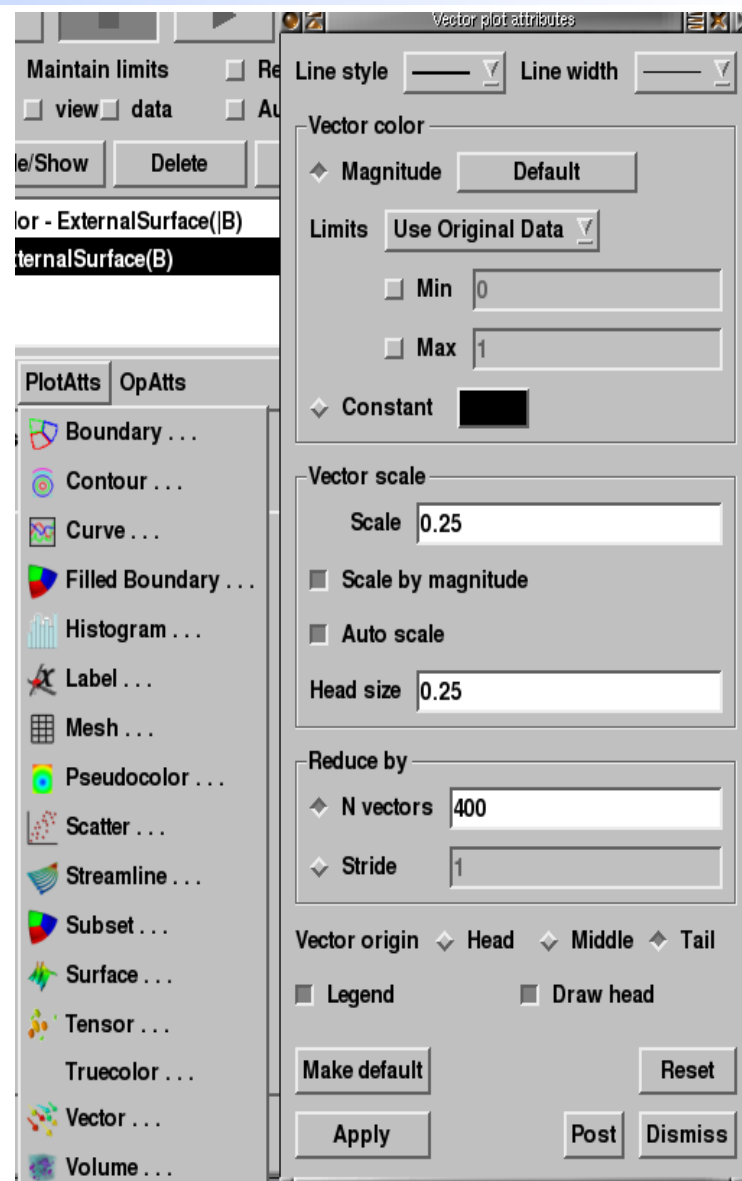 Vector plot attributes
Maintain limits Re
view data Au
le/Show Delete
lor - ExternalSurface(|B)
ternalSurface(B)
PlotAtts OpAtts
Boundary . . .
Contour . . .
Curve . . .
Filled Boundary . . .
Histogram . . .
Label . . .
Mesh . . .
Pseudocolor . . .
Scatter . . .
Streamline . . .
Subset . . .
Surface . . .
Tensor . . .
Truecolor . . .
Vector . . .
Volume . . .
Line style Line width
Vector color
Magnitude Default
Limits Use Original Data
Min 0
Max 1
Constant
Vector scale
Scale 0.25
Scale by magnitude
Auto scale
Head size 0.25
Reduce by
N vectors 400
Stride 1
Vector origin Head Middle Tail
Legend Draw head
Make default Reset
Apply Post Dismiss